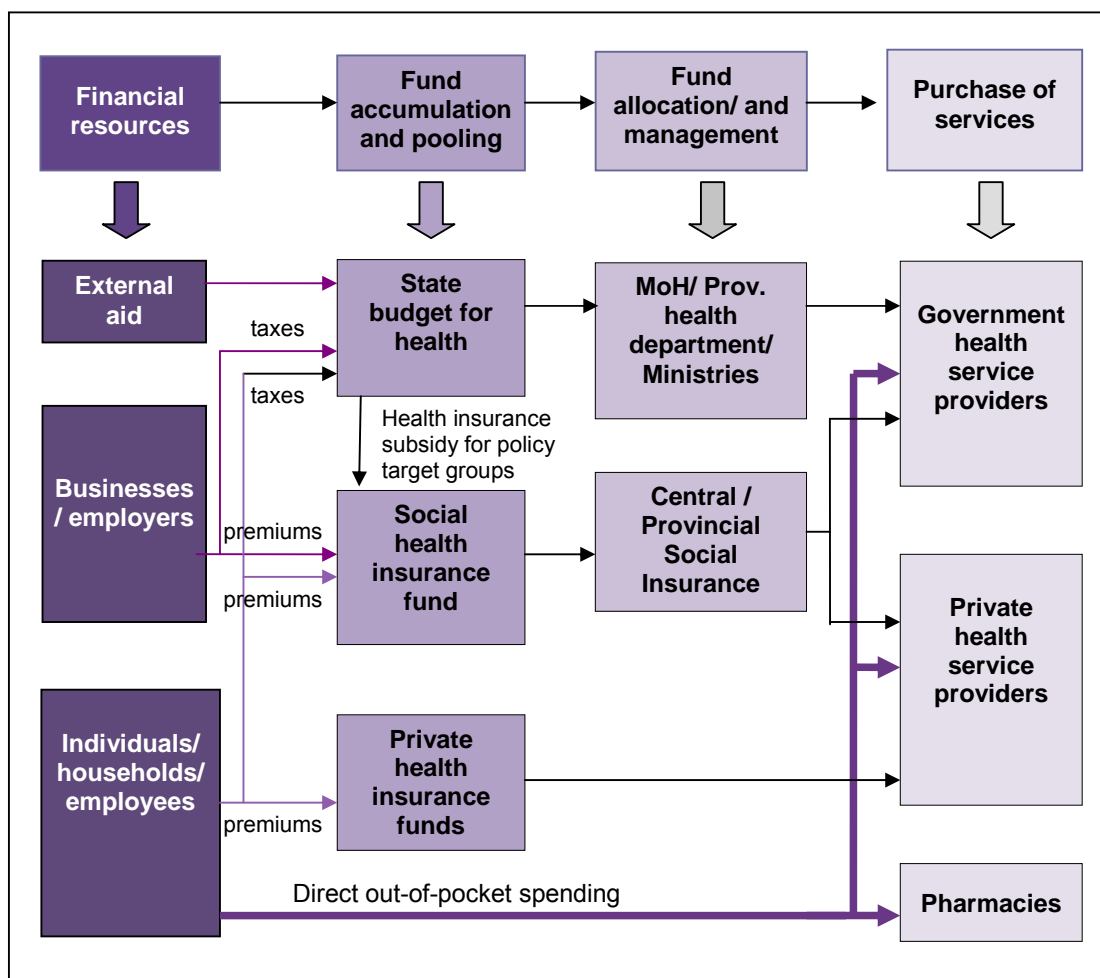 Financial
resources
Fund
accumulation
and pooling
Fund
allocation/ and
management
Purchase of
services
External
aid
taxes
taxes
State
budget for
health
MoH/ Prov.
health
department/
Ministries
Government
health
service
providers
Health insurance
subsidy for policy
target groups
Businesses
/ employers
premiums
premiums
Social
health
insurance
fund
Central /
Provincial
Social
Insurance
Private
health
service
providers
Individuals/
households/
employees
premiums
Private
health
insurance
funds
Direct out-of-pocket spending
Pharmacies